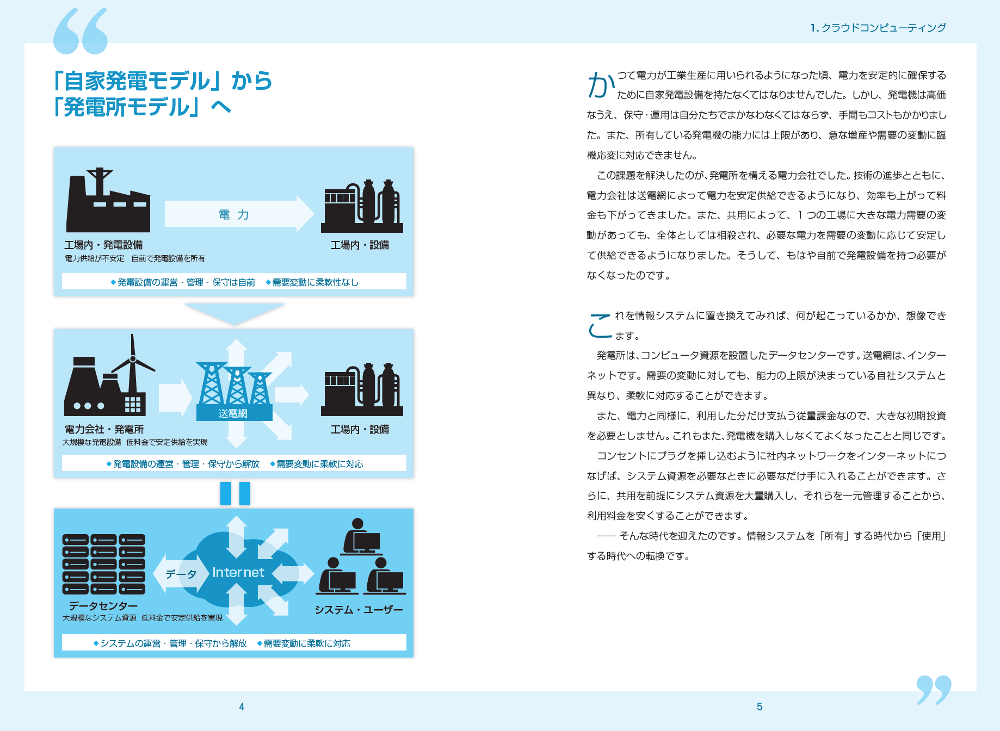 1. クラウドコンピューティング
「自家発電モデル」から
「発電所モデル」へ
電 力
工場内・発電設備
電力供給が不安定　自前で発電設備を所有
工場内・設備
◆発電設備の運営・管理・保守は自前　◆需要変動に柔軟性なし
送電網
電力会社・発電所
大規模な発電設備　低料金で安定供給を実現
工場内・設備
◆発電設備の運営・管理・保守から解放　◆需要変動に柔軟に対応
データ
Internet
データセンター
大規模なシステム資源　低料金で安定供給を実現
システム・ユーザー
◆システムの運営・管理・保守から解放　◆需要変動に柔軟に対応
4
かつて電力が工業生産に用いられるようになった頃、電力を安定的に確保する
ために自家発電設備を持たなくてはなりませんでした。しかし、発電機は高価
なうえ、保守・運用は自分たちでまかなわなくてはならず、手間もコストもかかりまし
た。また、所有している発電機の能力には上限があり、急な増産や需要の変動に臨
機応変に対応できません。
　この課題を解決したのが、発電所を構える電力会社でした。技術の進歩とともに、
電力会社は送電網によって電力を安定供給できるようになり、効率も上がって料
金も下がってきました。また、共用によって、1 つの工場に大きな電力需要の変
動があっても、全体としては相殺され、必要な電力を需要の変動に応じて安定し
て供給できるようになりました。そうして、もはや自前で発電設備を持つ必要が
なくなったのです。
これを情報システムに置き換えてみれば、何が起こっているかか、想像でき
ます。
　発電所は、コンピュータ資源を設置したデータセンターです。送電網は、インター
ネットです。需要の変動に対しても、能力の上限が決まっている自社システムと
異なり、柔軟に対応することができます。
　また、電力と同様に、利用した分だけ支払う従量課金なので、大きな初期投資
を必要としません。これもまた、発電機を購入しなくてよくなったことと同じです。
　コンセントにプラグを挿し込むように社内ネットワークをインターネットにつ
なげば、システム資源を必要なときに必要なだけ手に入れることができます。さ
らに、共用を前提にシステム資源を大量購入し、それらを一元管理することから、
利用料金を安くすることができます。
　―― そんな時代を迎えたのです。情報システムを「所有」する時代から「使用」
する時代への転換です。
5